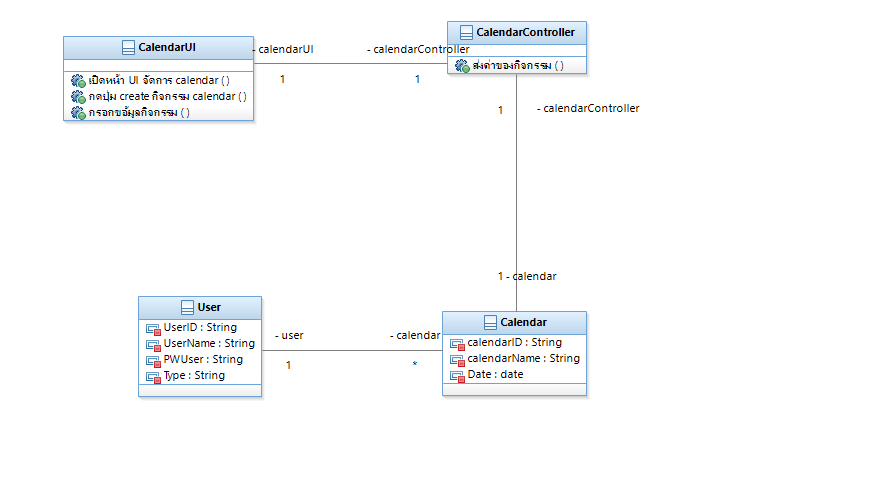 CalendarUI
เปิดหน้า UI จัดการ calendar ( )
กดปุ่ม create กิจกรรม calendar ( )
กรอกข้อมูลกิจกรรม ( )
- calendarUI
- calendarController
1
1
CalendarController
ส่งค่าของกิจกรรม ( )
1
- calendarController
1 - calendar
User
UserID : String
UserName : String
PWUser : String
Type : String
- user
- calendar
1
*
Calendar
calendarID : String
calendarName : String
Date : date